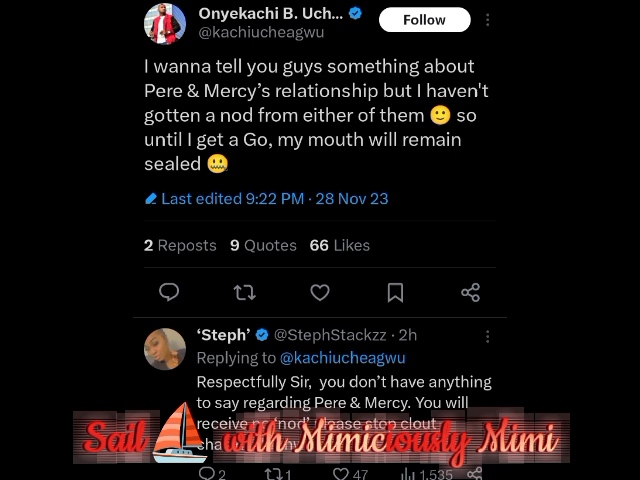 Onyekachi B. Uch...
Follow
@kachiucheagwu
I wanna tell you guys something about
Pere & Mercy's relationship but I haven't
gotten a nod from either of them 🙂 so
until I get a Go, my mouth will remain
sealed 🤐
Last edited 9:22 PM · 28 Nov 23
2 Reposts 9 Quotes 66 Likes
'Steph' @StephStackzz · 2h
Replying to @kachiucheagwu
Respectfully Sir, you don't have anything
to say regarding Pere & Mercy. You will
receive stop clout
Sail with Mimiciously Mimi
2 1 47 1,535